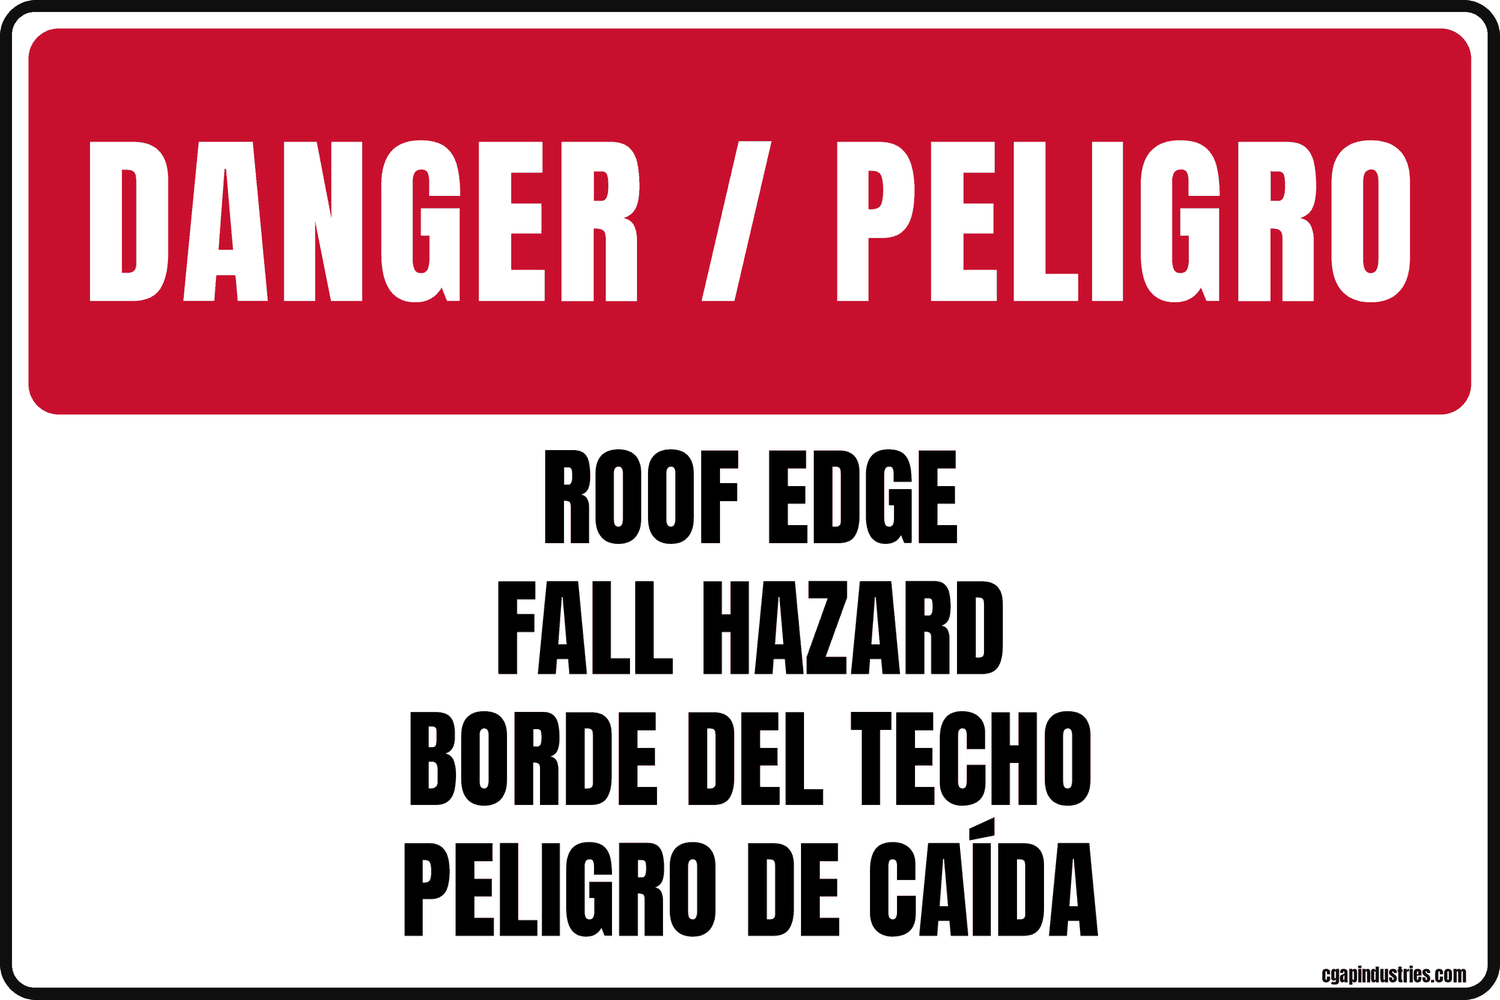 DANGER / PELIGRO
ROOF EDGE
FALL HAZARD
BORDE DEL TECHO
PELIGRO DE CAÍDA
cgapindustries.com